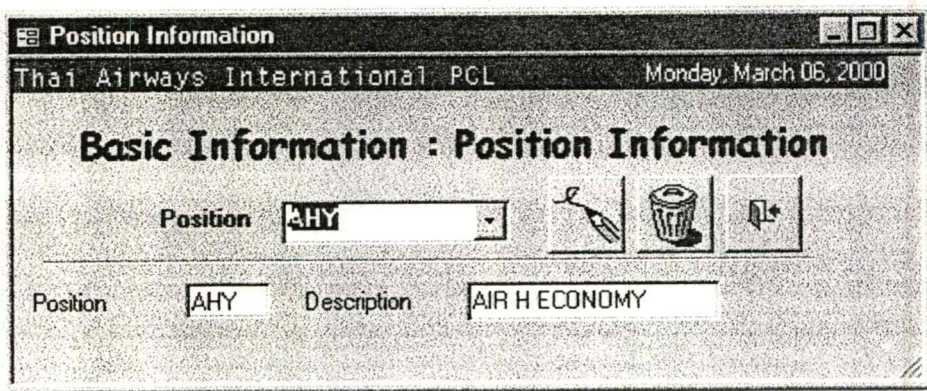 Position Information
Thai Airways International PCL Monday, March 06, 2000
Basic Information : Position Information
Position AHY
Position AHY Description AIR H ECONOMY